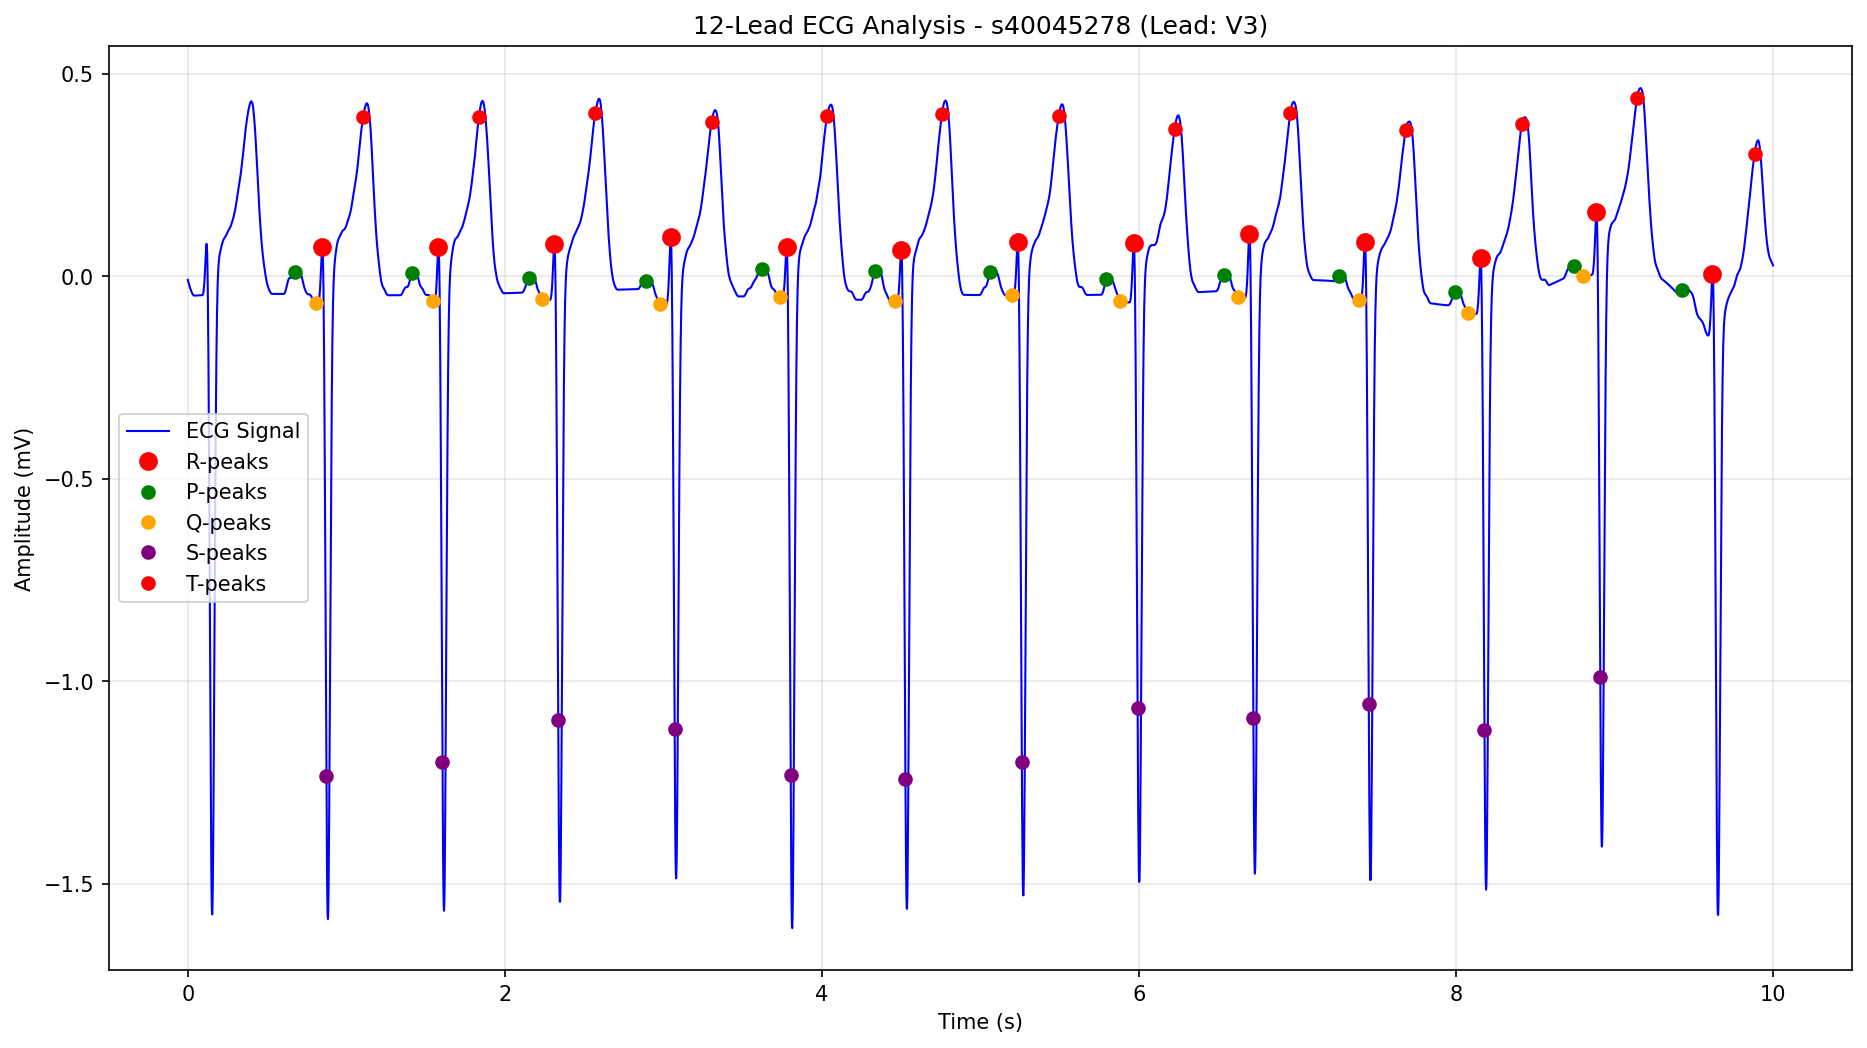 12-Lead ECG Analysis - s40045278 (Lead: V3)
0.5
0.0
−0.5
−1.0
−1.5
Amplitude (mV)
ECG Signal
R-peaks
P-peaks
Q-peaks
S-peaks
T-peaks
0 2 4 6 8 10
Time (s)